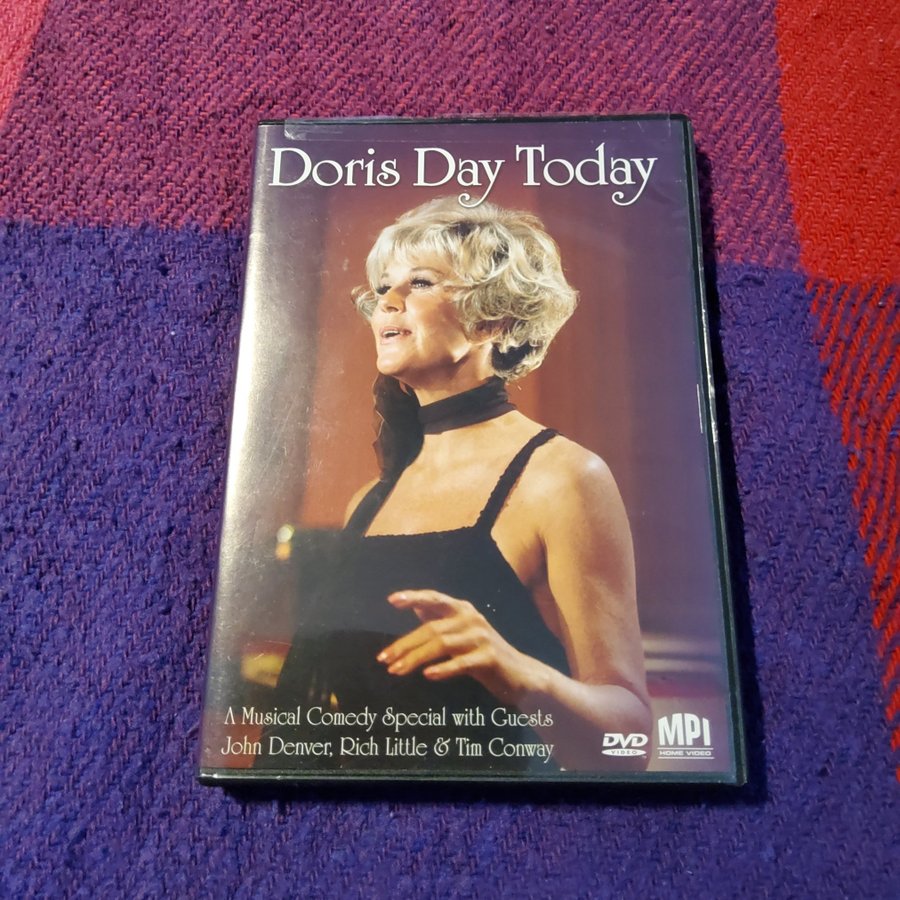 Doris Day Today
A Musical Comedy Special with Guests
John Denver, Rich Little & Tim Conway
DVD
VIDEO
MPI
HOME VIDEO